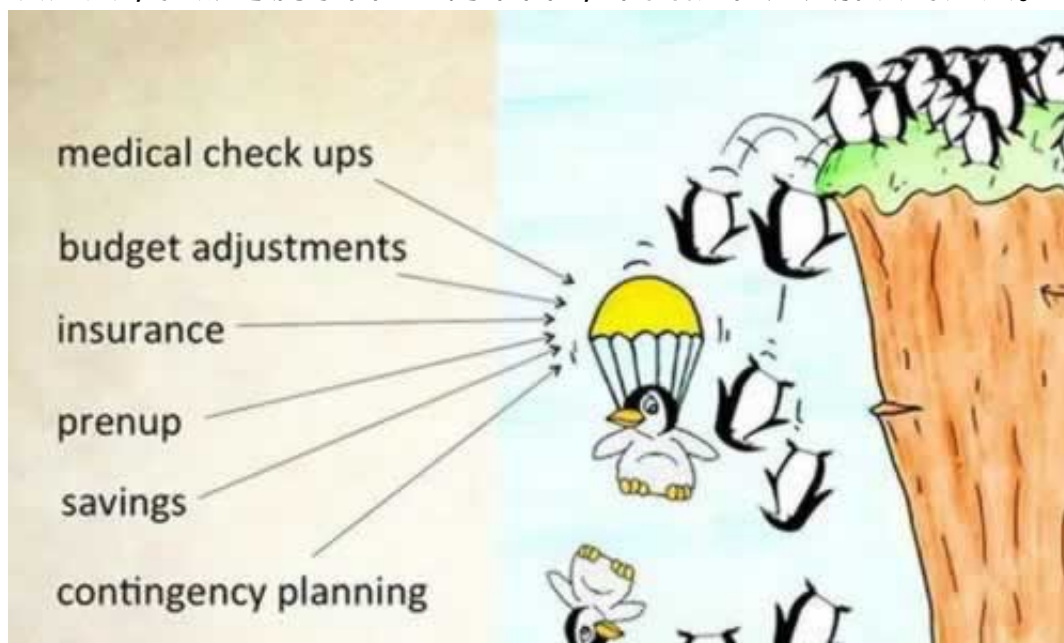 medical check ups
budget adjustments
insurance
prenup
savings
contingency planning